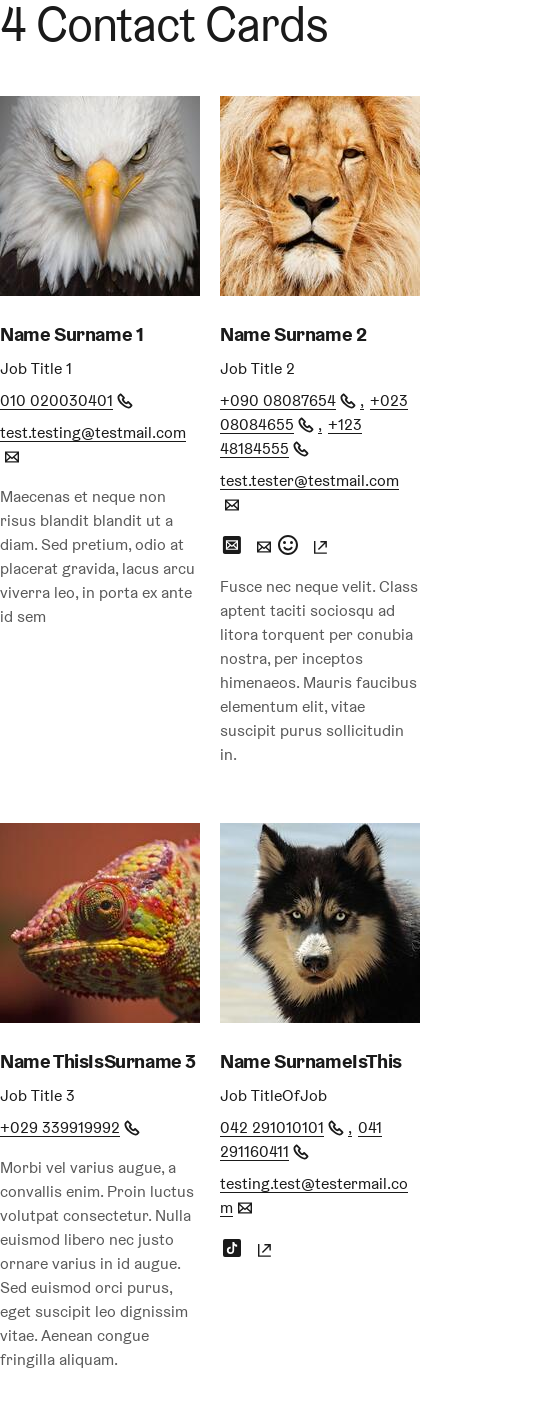 4 Contact Cards
Name Surname 1
Job Title 1
010 020030401
test.testing@testmail.com
Maecenas et neque non
risus blandit blandit ut a
diam. Sed pretium, odio at
placerat gravida, lacus arcu
viverra leo, in porta ex ante
id sem
Name Surname 2
Job Title 2
+090 08087654 , +023
08084655 , +123
48184555
test.tester@testmail.com
Fusce nec neque velit. Class
aptent taciti sociosqu ad
litora torquent per conubia
nostra, per inceptos
himenaeos. Mauris faucibus
elementum elit, vitae
suscipit purus sollicitudin
in.
Name ThisIsSurname 3
Job Title 3
+029 339919992
Morbi vel varius augue, a
convallis enim. Proin luctus
volutpat consectetur. Nulla
euismod libero nec justo
ornare varius in id augue.
Sed euismod orci purus,
eget suscipit leo dignissim
vitae. Aenean congue
fringilla aliquam.
Name SurnameIsThis
Job TitleOfJob
042 291010101 , 041
291160411
testing.test@testermail.co
m